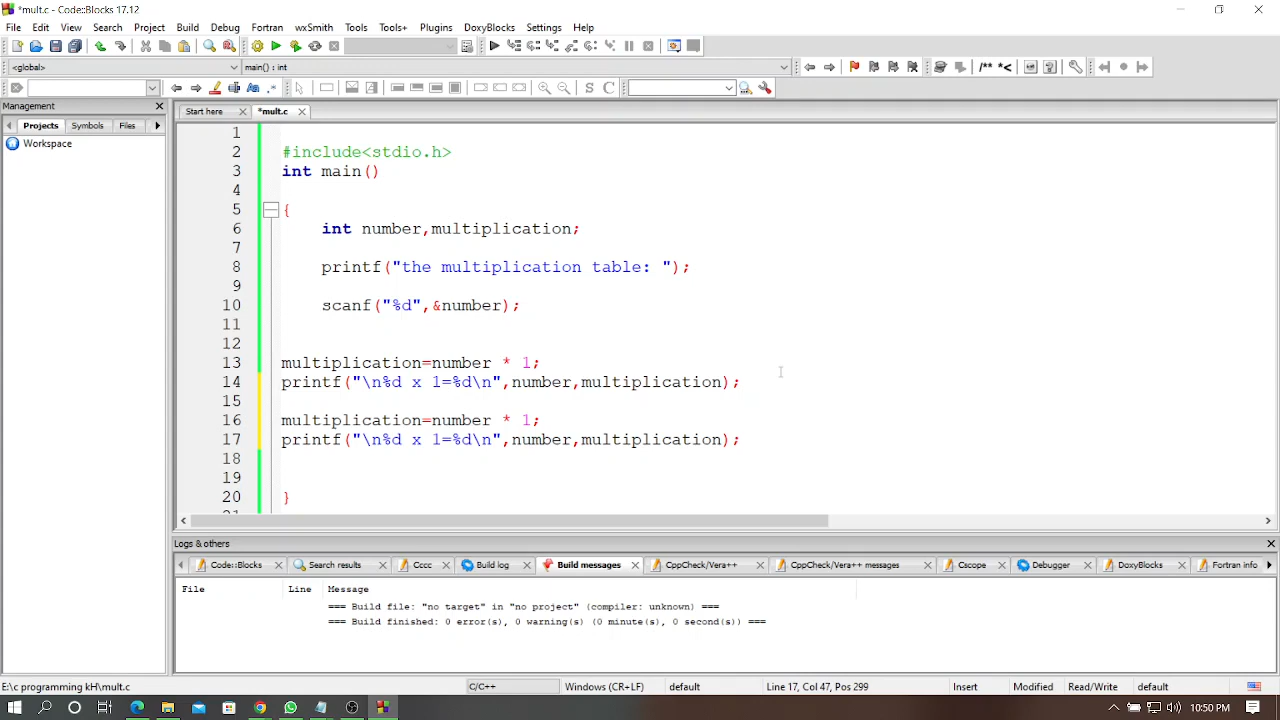 *mult.c - Code::Blocks 17.12
File Edit View Search Project Build Debug Fortran wxSmith Tools Tools+ Plugins DoxyBlocks Settings Help
<global> main() : int
/** *<
S C
Management
Projects Symbols Files
Workspace
Start here *mult.c
1
2 #include<stdio.h>
3 int main()
4
5 {
6 int number,multiplication;
7
8 printf("the multiplication table: ");
9
10 scanf("%d",&number);
11
12
13 multiplication=number * 1;
14 printf("\n%d x 1=%d\n",number,multiplication);
15
16 multiplication=number * 1;
17 printf("\n%d x 1=%d\n",number,multiplication);
18
19
20 }
Logs & others
Code::Blocks Search results Cccc Build log Build messages CppCheck/Vera++ CppCheck/Vera++ messages Cscope Debugger DoxyBlocks Fortran info
File Line Message
=== Build file: "no target" in "no project" (compiler: unknown) ===
=== Build finished: 0 error(s), 0 warning(s) (0 minute(s), 0 second(s)) ===
E:\c programming kH\mult.c C/C++ Windows (CR+LF) default Line 17, Col 47, Pos 299 Insert Modified Read/Write default
10:50 PM